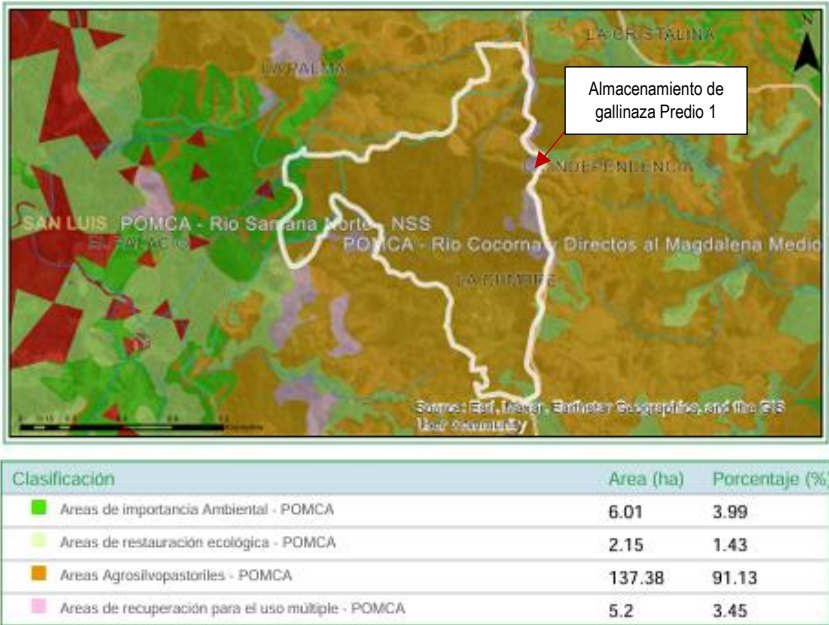 N
LA CRISTALINA
LA PALMA
Almacenamiento de
gallinaza Predio 1
INDEPENDENCIA
SAN LUIS POMCA - Rio Samana Norte - NSS
EL PALACIO
POMCA - Rio Cocorna y Directos al Magdalena Medio
LA CUMBRE
Source: Esri, Maxar, Earthstar Geographics, and the GIS
User Community
Clasificación Area (ha) Porcentaje (%)
Areas de importancia Ambiental - POMCA 6.01 3.99
Areas de restauración ecológica - POMCA 2.15 1.43
Areas Agrosilvopastoriles - POMCA 137.38 91.13
Areas de recuperación para el uso múltiple - POMCA 5.2 3.45